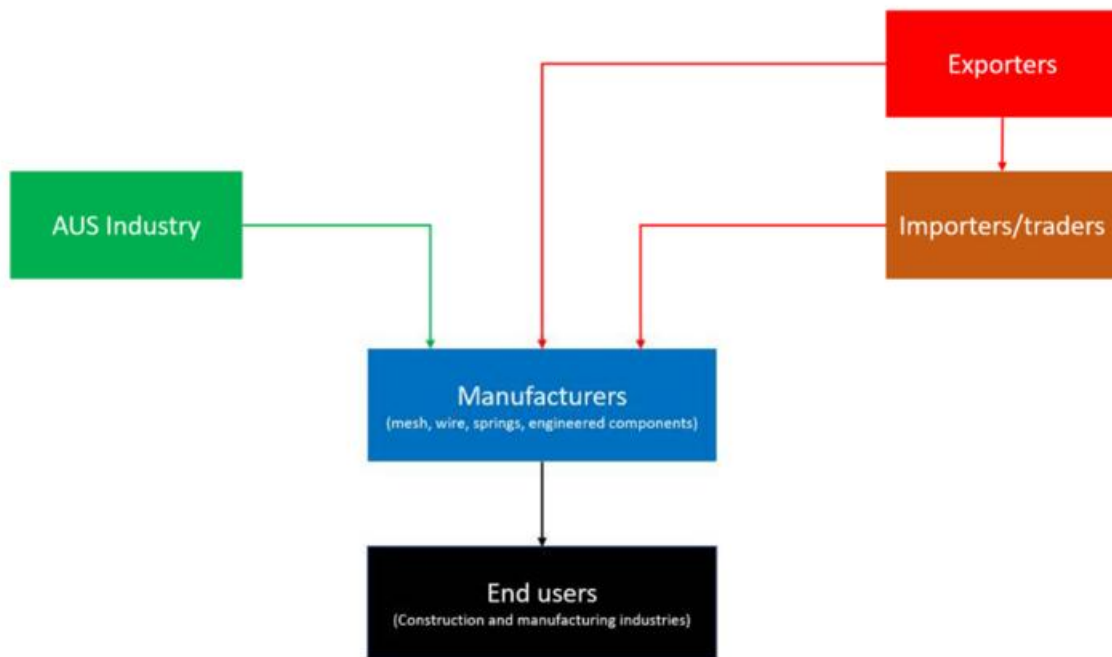 Exporters
AUS Industry
Importers/traders
Manufacturers
(mesh, wire, springs, engineered components)
End users
(Construction and manufacturing industries)